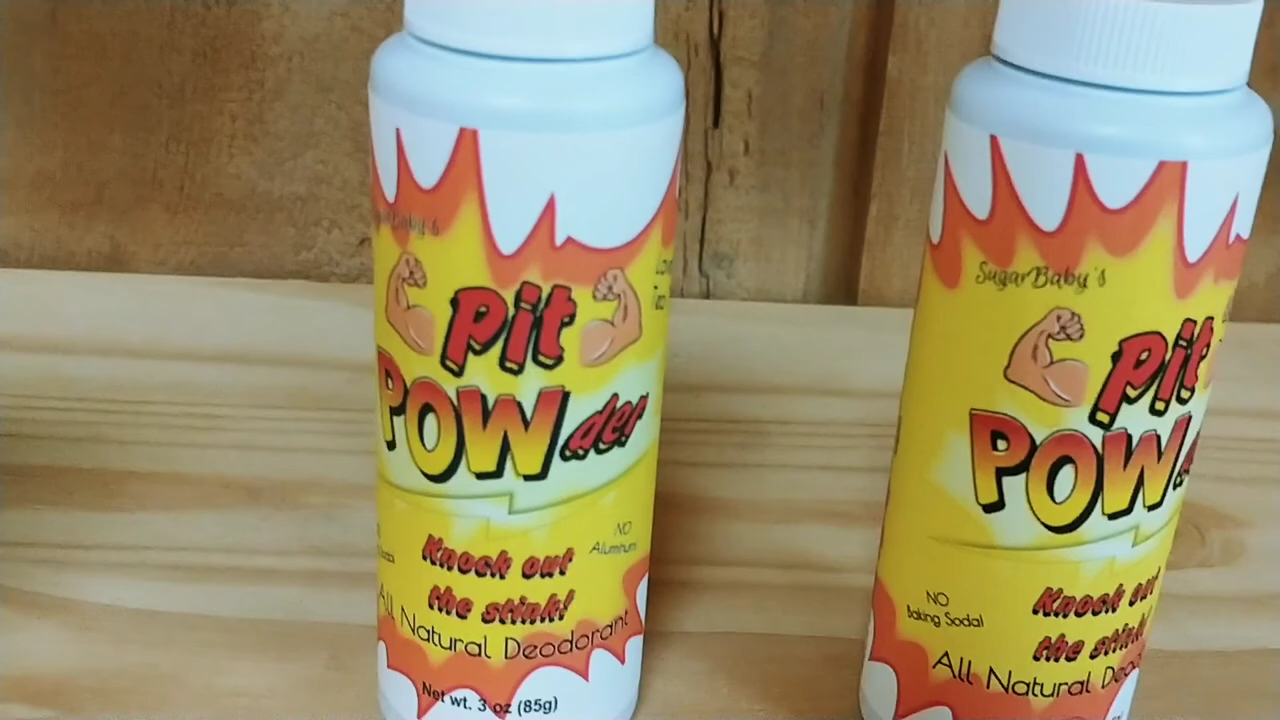 Pit
POWder
NO
Aluminum
Knock out
the stink!
All Natural Deodorant
Net wt. 3 oz (85g)
SugarBaby's
Pit
POW
NO
Baking Soda!
Knock out
the stink!
All Natural